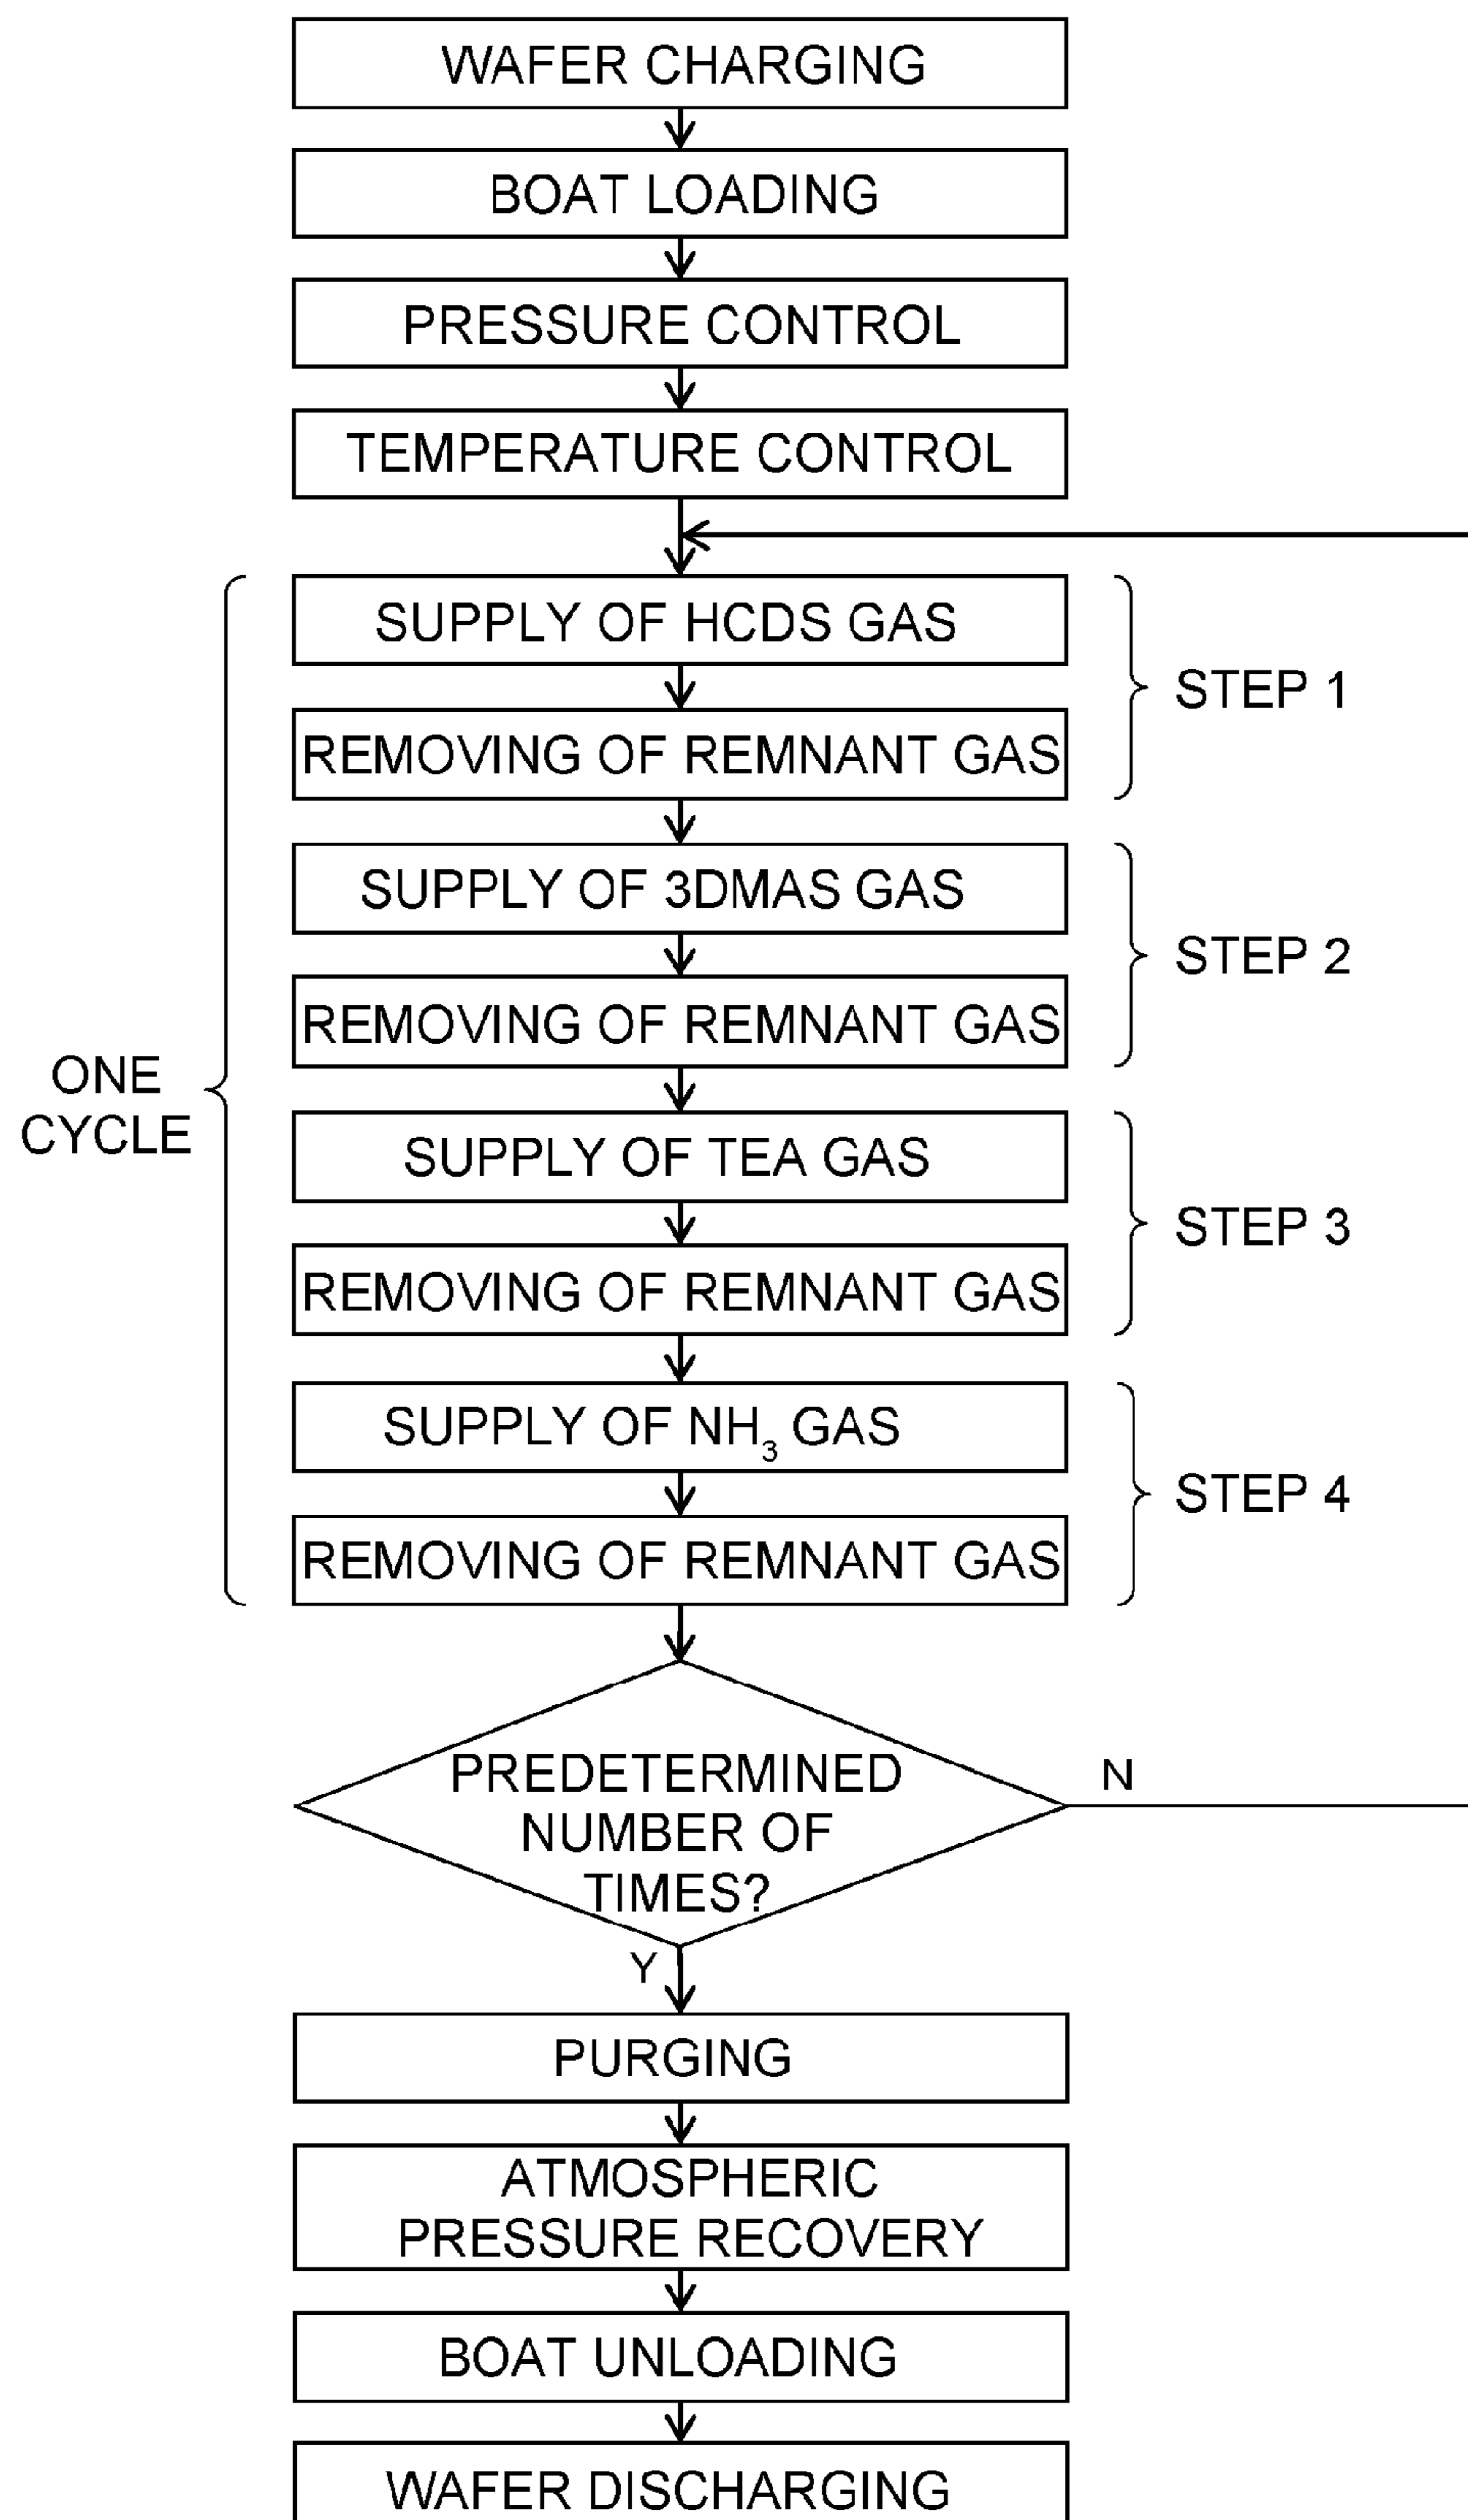 WAFER CHARGING
BOAT LOADING
PRESSURE CONTROL
TEMPERATURE CONTROL
SUPPLY OF HCDS GAS
STEP 1
REMOVING OF REMNANT GAS
SUPPLY OF 3DMAS GAS
STEP 2
REMOVING OF REMNANT GAS
ONE
CYCLE
SUPPLY OF TEA GAS
STEP 3
REMOVING OF REMNANT GAS
SUPPLY OF NH₃ GAS
STEP 4
REMOVING OF REMNANT GAS
PREDETERMINED
NUMBER OF
TIMES?
N
Y
PURGING
ATMOSPHERIC
PRESSURE RECOVERY
BOAT UNLOADING
WAFER DISCHARGING